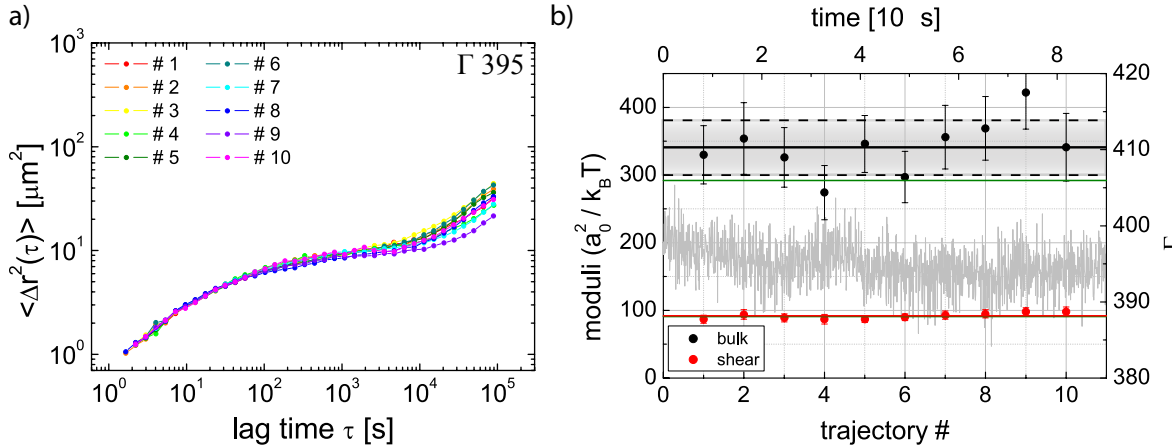 a)
Γ 395
# 1
# 2
# 3
# 4
# 5
# 6
# 7
# 8
# 9
# 10
10³
10²
10¹
10⁰
<Δr²(τ)> [μm²]
10⁰ 10¹ 10² 10³ 10⁴ 10⁵
lag time τ [s]
b)
time [10 s]
0 2 4 6 8
400
300
200
100
0
moduli (a₀² / k_BT)
bulk
shear
420
410
400
390
380
Γ
0 2 4 6 8 10
trajectory #